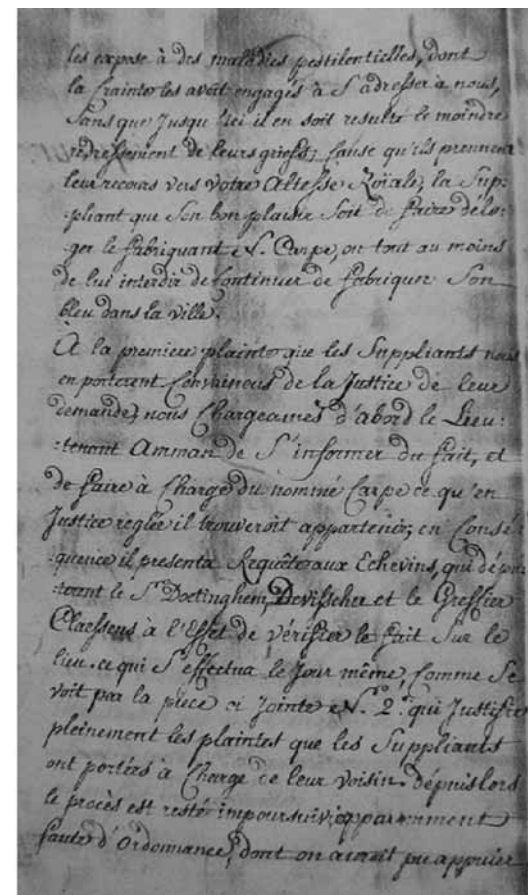 les expose à des maladies pestilentielles, dont
la Crainte les avoit engagés à S'adresser à nous,
Sans que Jusqu'ici il en soit resulté le moindre
redressement de leurs griefs; Cause qu'ils prennent
leur recours vers Votre Altesse Roïale, la Sup:
:pliant que Son bon plaisir Soit de faire délo:
:ger le fabriquant N. Carpe, ou tout au moins
de lui interdir de Continuer de fabriquer Son
bleu dans la ville.
A la premiere plainte que les Suppliants nous
en porterent Convaincus de la Justice de leur
demande, nous Chargeames d'abord le Lieu:
:tenant Amman de S'informer du fait, et
de faire à Charge du nommé Carpe ce qu'en
Justice reglée il trouveroit appartenir; en Consé:
:quence il presenta Requête aux Echevins, qui dépu
:terent le Sr. Doetinghem, Devisscher et le Greffier
Claessens à l'Effet de vérifier le fait Sur le
lieu. ce qui S'effectua le Jour même, Comme Se
voit par la piece ci Jointe No. 2o. qui Justifie
pleinement les plaintes que les Suppliants
ont portées à Charge de leur Voisin. Dépuis lors
le procès est resté impoursuivi apparemment
faute d'Ordonnance, dont on auroit pu appuier